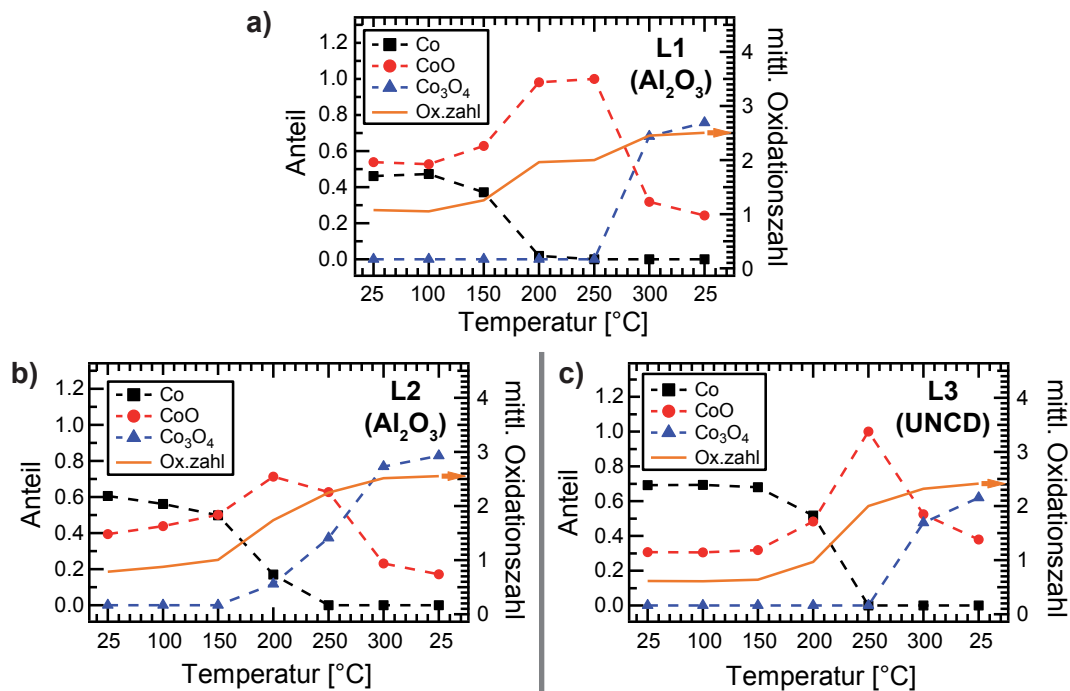 a)
L1
(Al₂O₃)
Co
CoO
Co₃O₄
Ox.zahl
Anteil
1.2
1.0
0.8
0.6
0.4
0.2
0.0
mittl. Oxidationszahl
4
3
2
1
0
25 100 150 200 250 300 25
Temperatur [°C]
b)
L2
(Al₂O₃)
Co
CoO
Co₃O₄
Ox.zahl
Anteil
1.2
1.0
0.8
0.6
0.4
0.2
0.0
mittl. Oxidationszahl
4
3
2
1
0
25 100 150 200 250 300 25
Temperatur [°C]
c)
L3
(UNCD)
Co
CoO
Co₃O₄
Ox.zahl
Anteil
1.2
1.0
0.8
0.6
0.4
0.2
0.0
mittl. Oxidationszahl
4
3
2
1
0
25 100 150 200 250 300 25
Temperatur [°C]